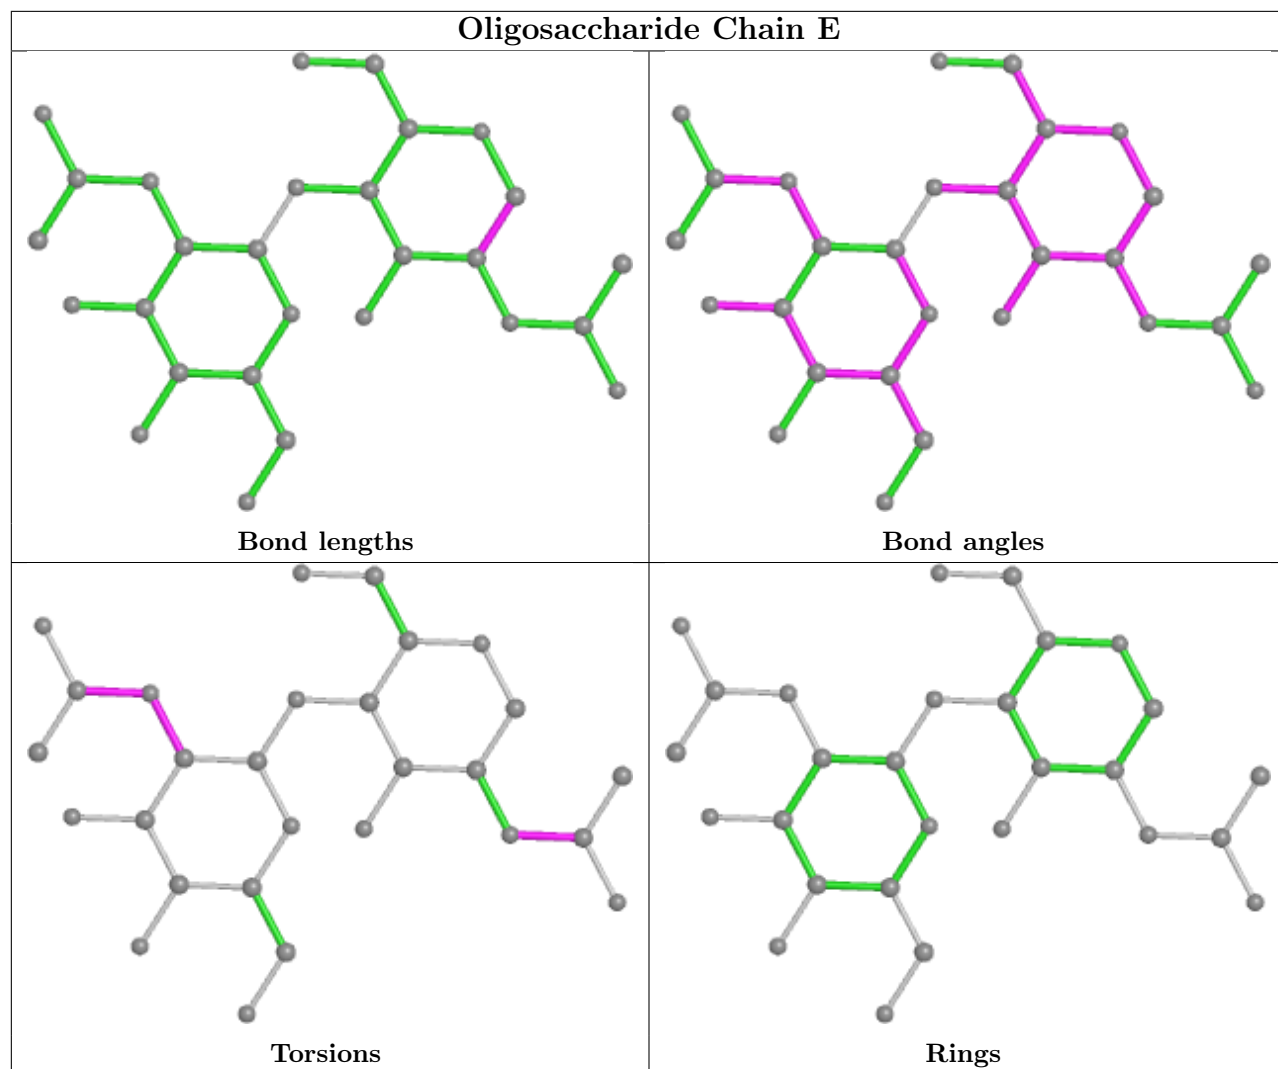 Oligosaccharide Chain E
Bond lengths
Bond angles
Torsions
Rings